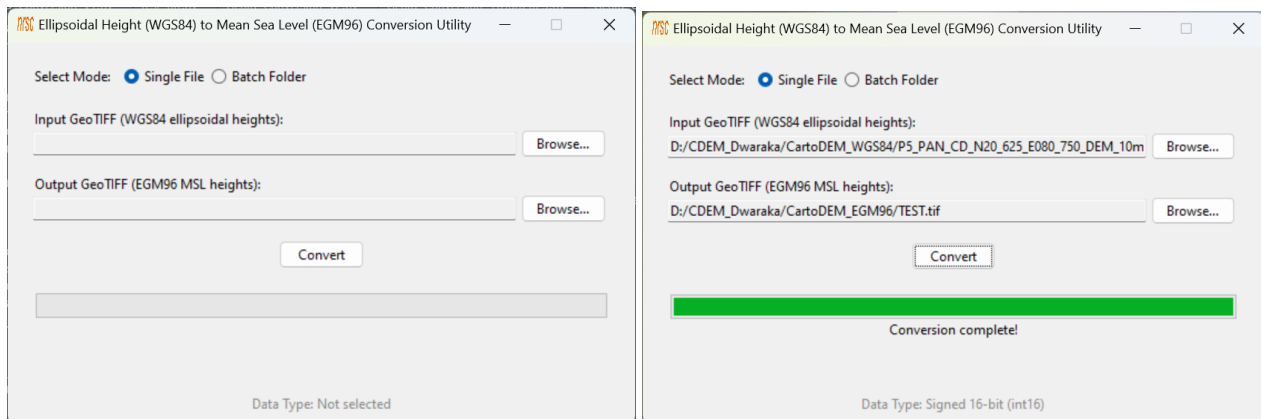 nrsc Ellipsoidal Height (WGS84) to Mean Sea Level (EGM96) Conversion Utility
Select Mode: Single File Batch Folder
Input GeoTIFF (WGS84 ellipsoidal heights):
Browse...
Output GeoTIFF (EGM96 MSL heights):
Browse...
Convert
Data Type: Not selected
nrsc Ellipsoidal Height (WGS84) to Mean Sea Level (EGM96) Conversion Utility
Select Mode: Single File Batch Folder
Input GeoTIFF (WGS84 ellipsoidal heights):
D:/CDEM_Dwaraka/CartoDEM_WGS84/P5_PAN_CD_N20_625_E080_750_DEM_10m Browse...
Output GeoTIFF (EGM96 MSL heights):
D:/CDEM_Dwaraka/CartoDEM_EGM96/TEST.tif Browse...
Convert
Conversion complete!
Data Type: Signed 16-bit (int16)